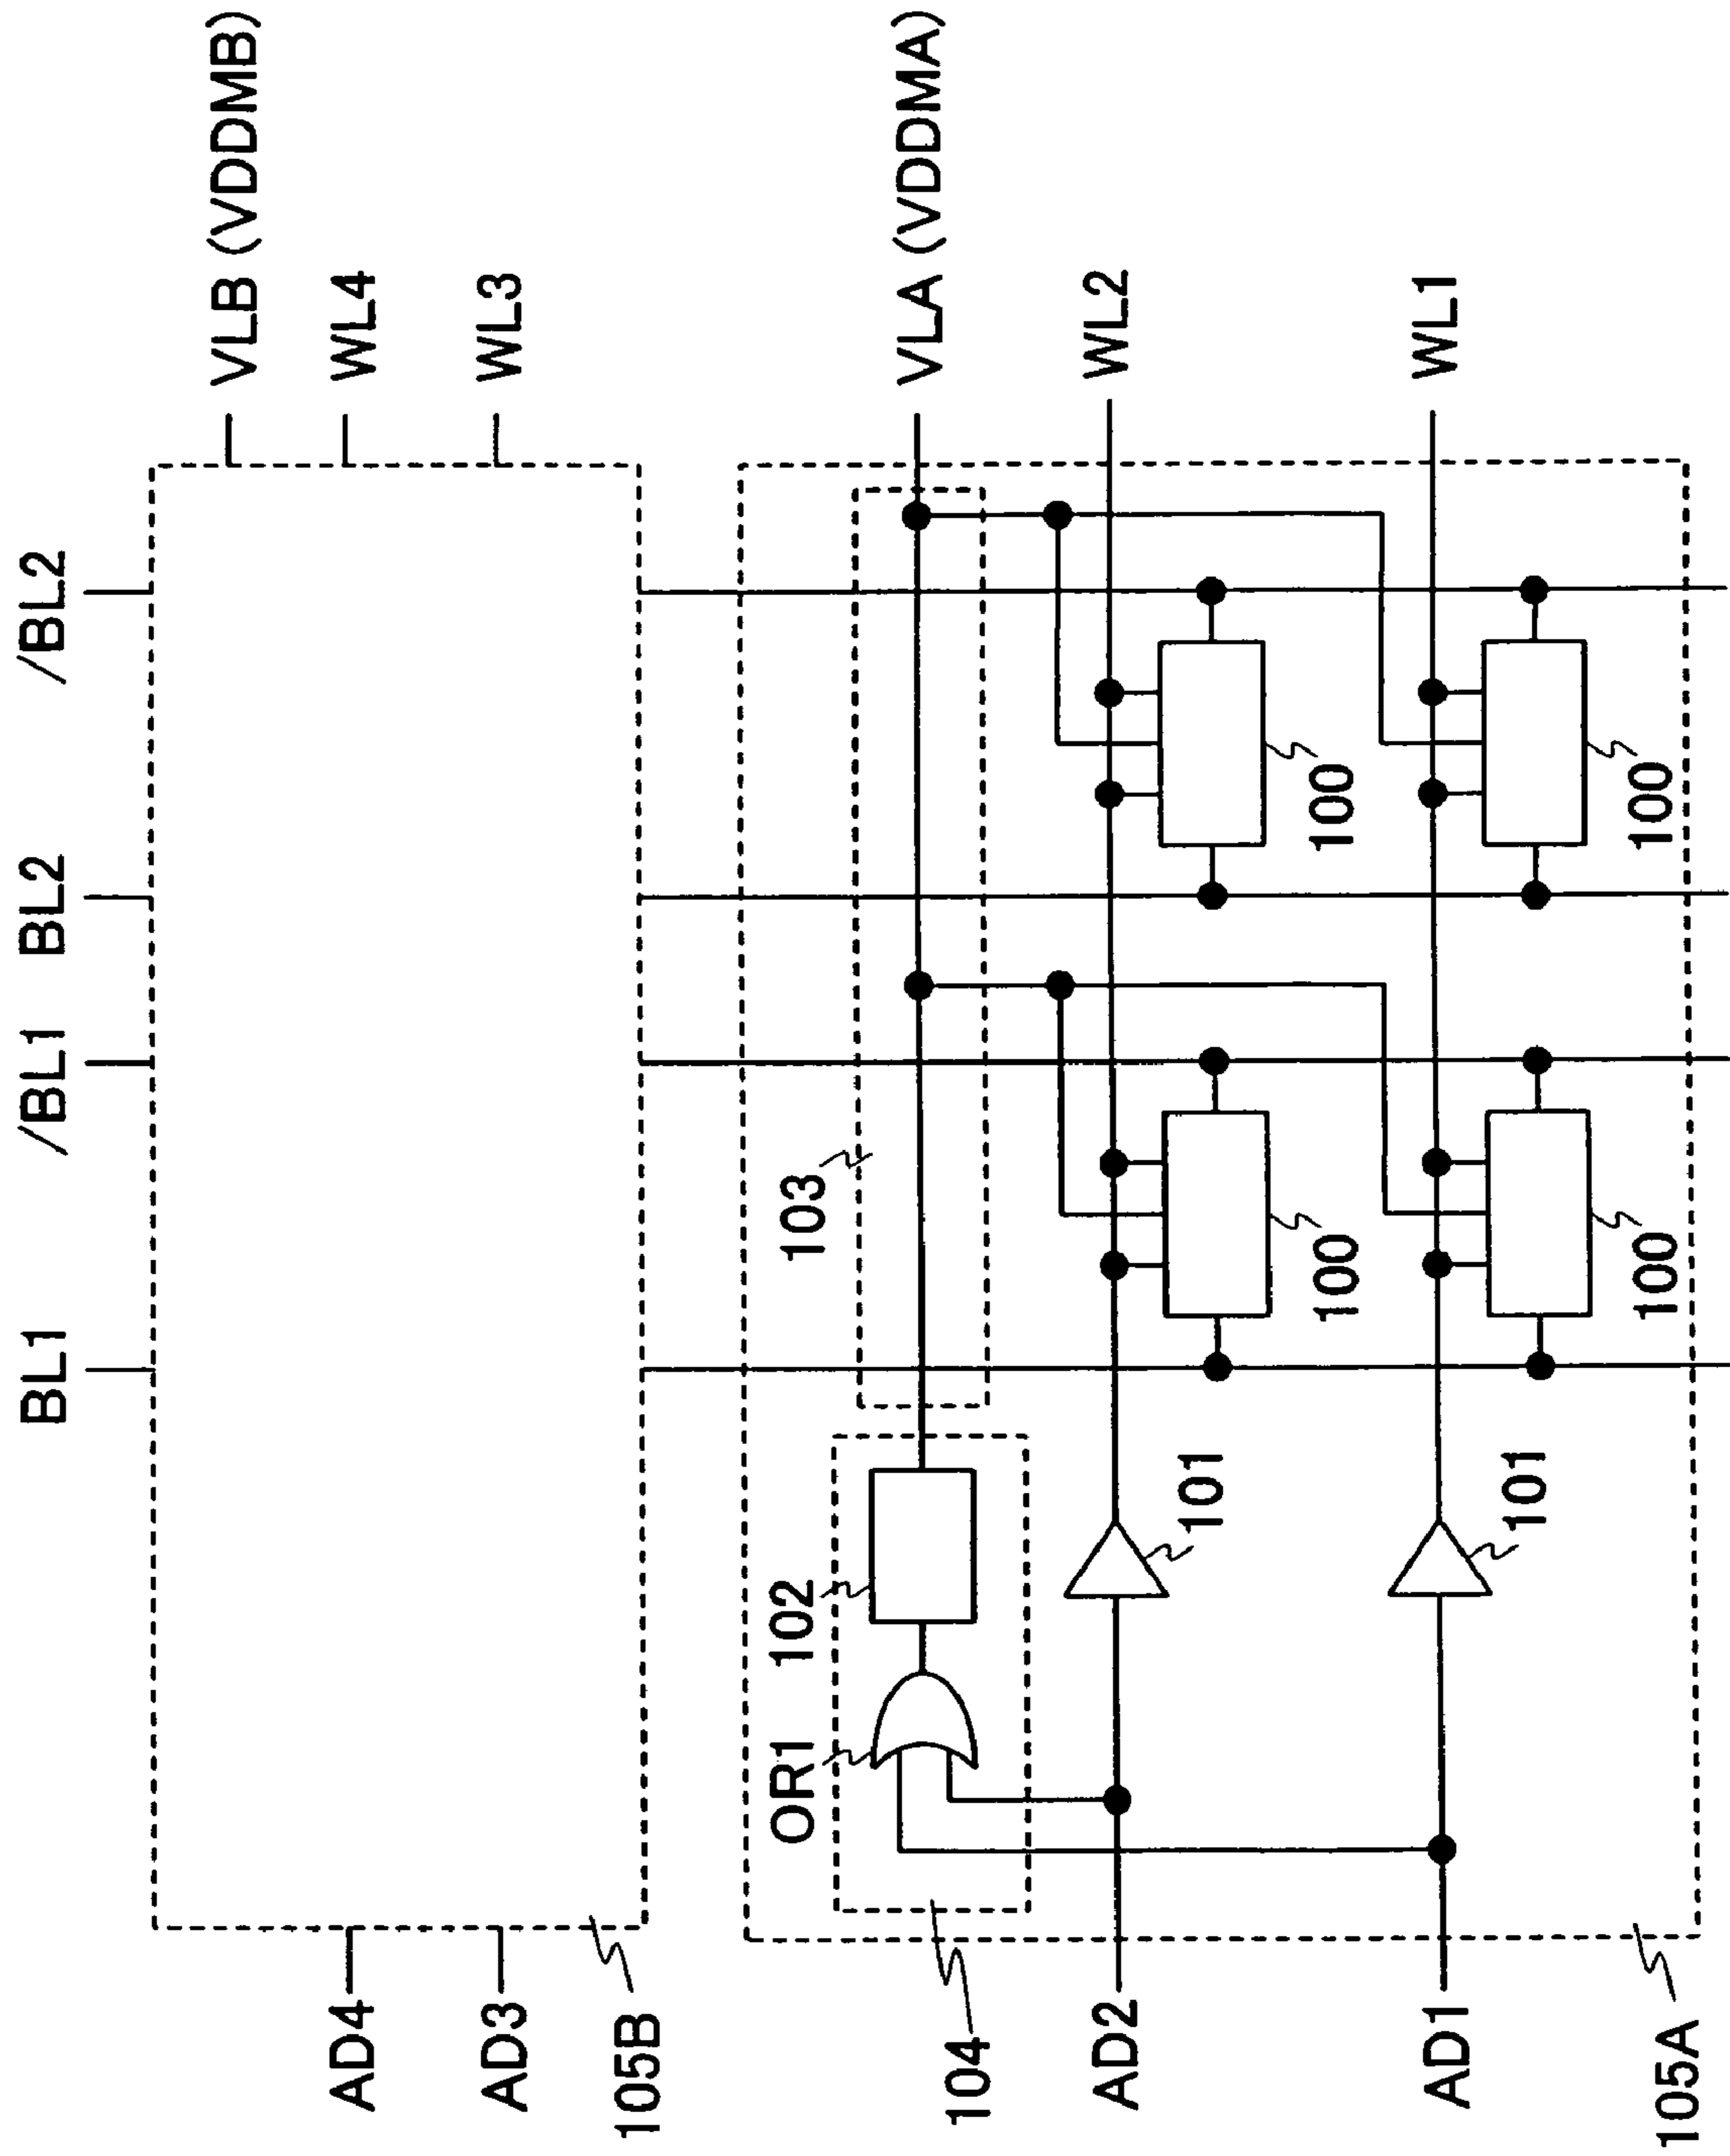 BL1
/BL1
BL2
/BL2
VLB (VDDMB)
WL4
WL3
AD4
AD3
105B
103
VLA (VDDMA)
OR1
102
104
WL2
AD2
101
100
100
WL1
AD1
101
100
100
105A